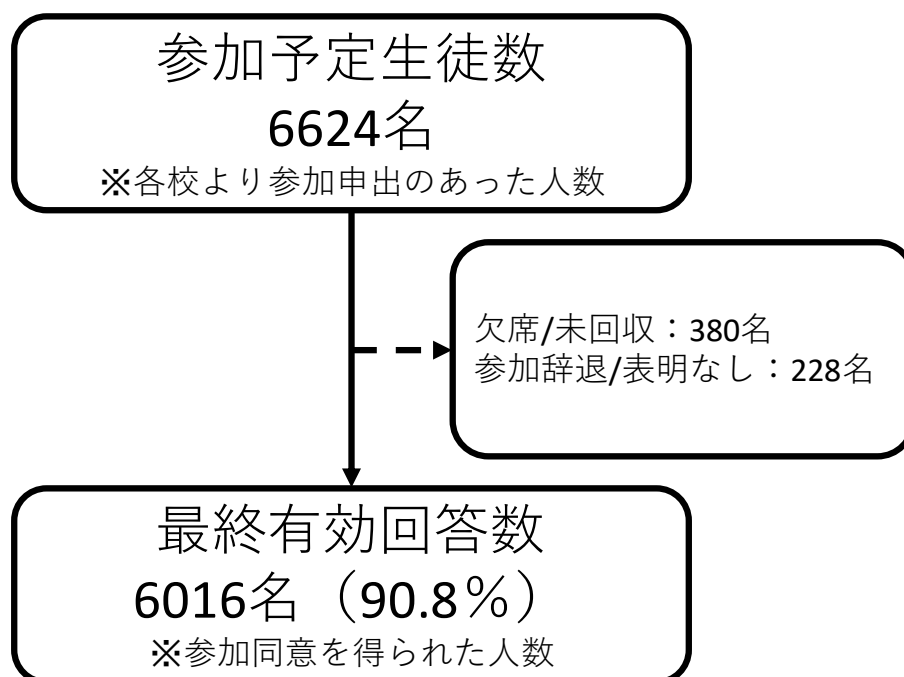 参加予定生徒数
6624名
※各校より参加申出のあった人数
欠席/未回収：380名
参加辞退/表明なし：228名
最終有効回答数
6016名（90.8％）
※参加同意を得られた人数